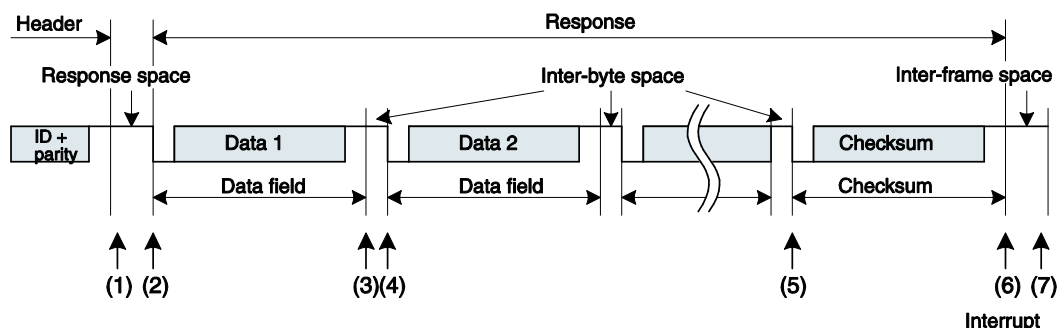 Header
Response
Response space
Inter-byte space
Inter-frame space
ID +
parity
Data 1
Data 2
Checksum
Data field
Data field
Checksum
(1) (2) (3) (4) (5) (6) (7)
Interrupt